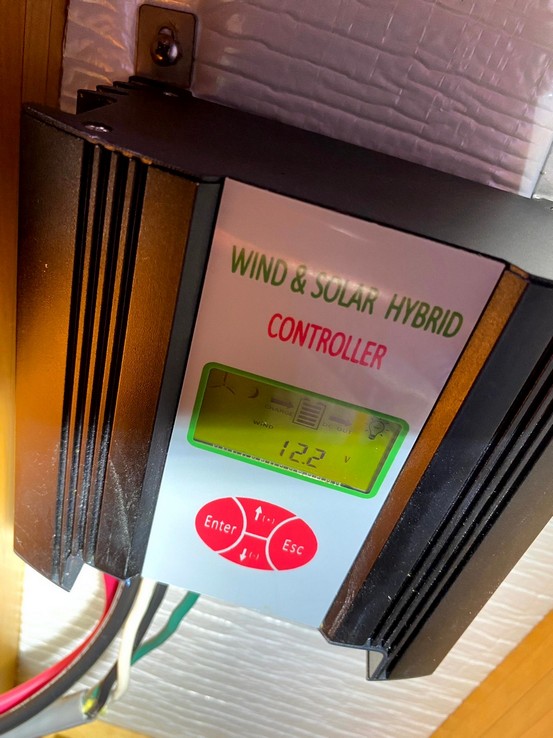 WIND & SOLAR HYBRID
CONTROLLER
WIND
12.2 V
Enter
↑(+)
↓(-)
Esc